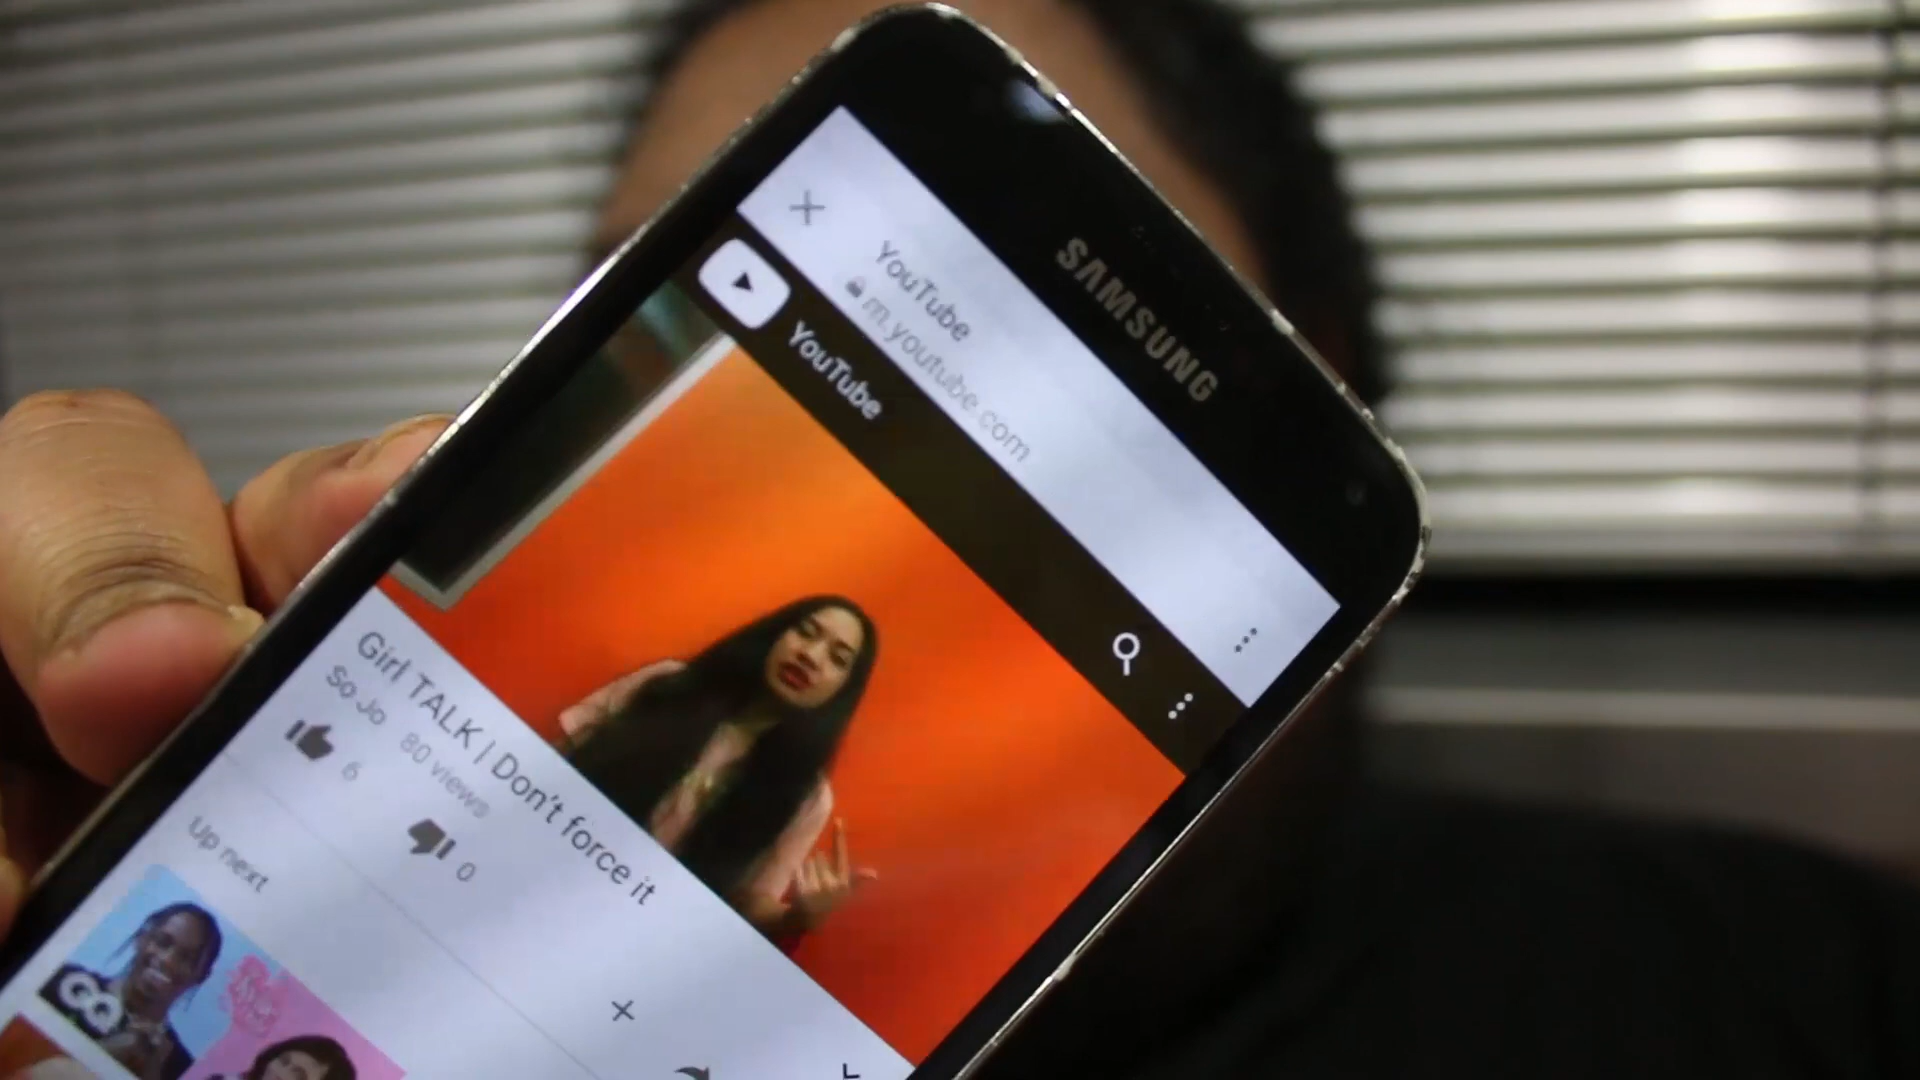 SAMSUNG
YouTube
m.youtube.com
YouTube
Girl TALK | Don't force it
So Jo 80 views
6
0
Up next
GQ